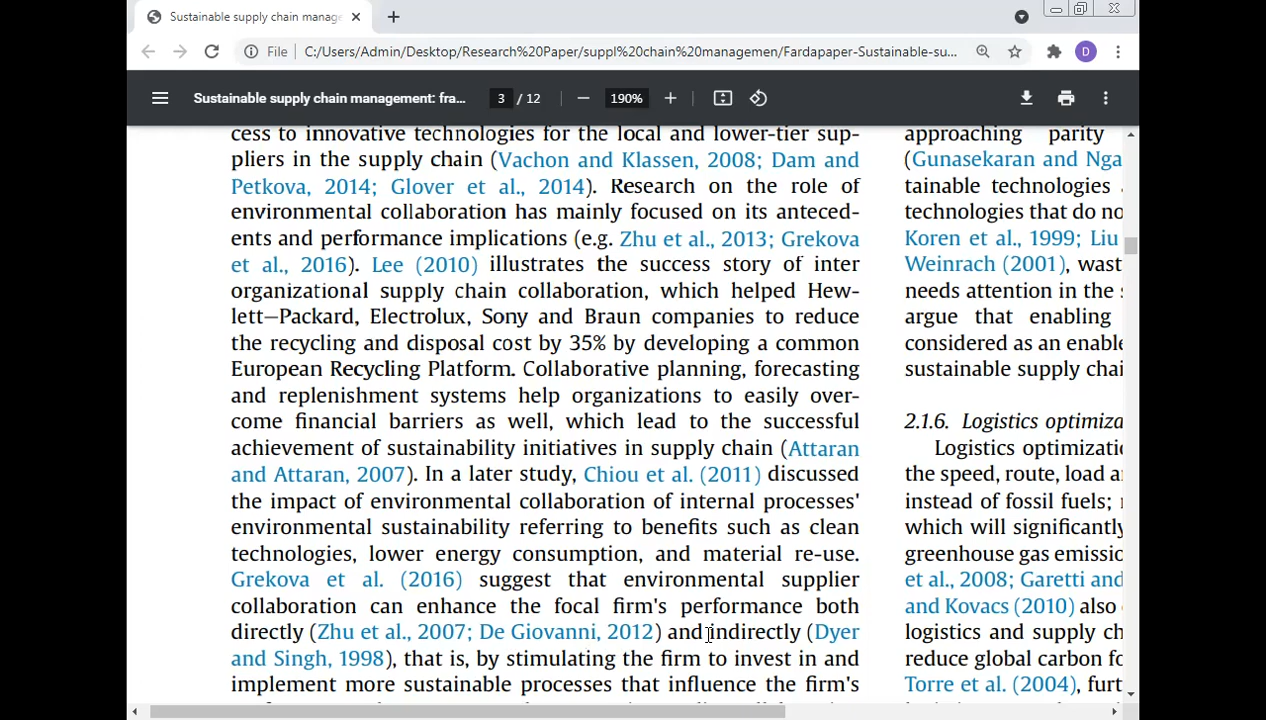 Sustainable supply chain manage
File
C:/Users/Admin/Desktop/Research%20Paper/suppl%20chain%20managemen/Fardapaper-Sustainable-su...
D
Sustainable supply chain management: fra...
3 / 12
190%
cess to innovative technologies for the local and lower-tier sup-
pliers in the supply chain (Vachon and Klassen, 2008; Dam and
Petkova, 2014; Glover et al., 2014). Research on the role of
environmental collaboration has mainly focused on its anteced-
ents and performance implications (e.g. Zhu et al., 2013; Grekova
et al., 2016). Lee (2010) illustrates the success story of inter
organizational supply chain collaboration, which helped Hew-
lett—Packard, Electrolux, Sony and Braun companies to reduce
the recycling and disposal cost by 35% by developing a common
European Recycling Platform. Collaborative planning, forecasting
and replenishment systems help organizations to easily over-
come financial barriers as well, which lead to the successful
achievement of sustainability initiatives in supply chain (Attaran
and Attaran, 2007). In a later study, Chiou et al. (2011) discussed
the impact of environmental collaboration of internal processes'
environmental sustainability referring to benefits such as clean
technologies, lower energy consumption, and material re-use.
Grekova et al. (2016) suggest that environmental supplier
collaboration can enhance the focal firm's performance both
directly (Zhu et al., 2007; De Giovanni, 2012) and indirectly (Dyer
and Singh, 1998), that is, by stimulating the firm to invest in and
implement more sustainable processes that influence the firm's
approaching parity
(Gunasekaran and Nga
tainable technologies
technologies that do no
Koren et al., 1999; Liu
Weinrach (2001), wast
needs attention in the s
argue that enabling
considered as an enable
sustainable supply chai
2.1.6. Logistics optimiza
Logistics optimizati
the speed, route, load a
instead of fossil fuels;
which will significantly
greenhouse gas emissio
et al., 2008; Garetti and
and Kovacs (2010) also
logistics and supply ch
reduce global carbon fo
Torre et al. (2004), furt